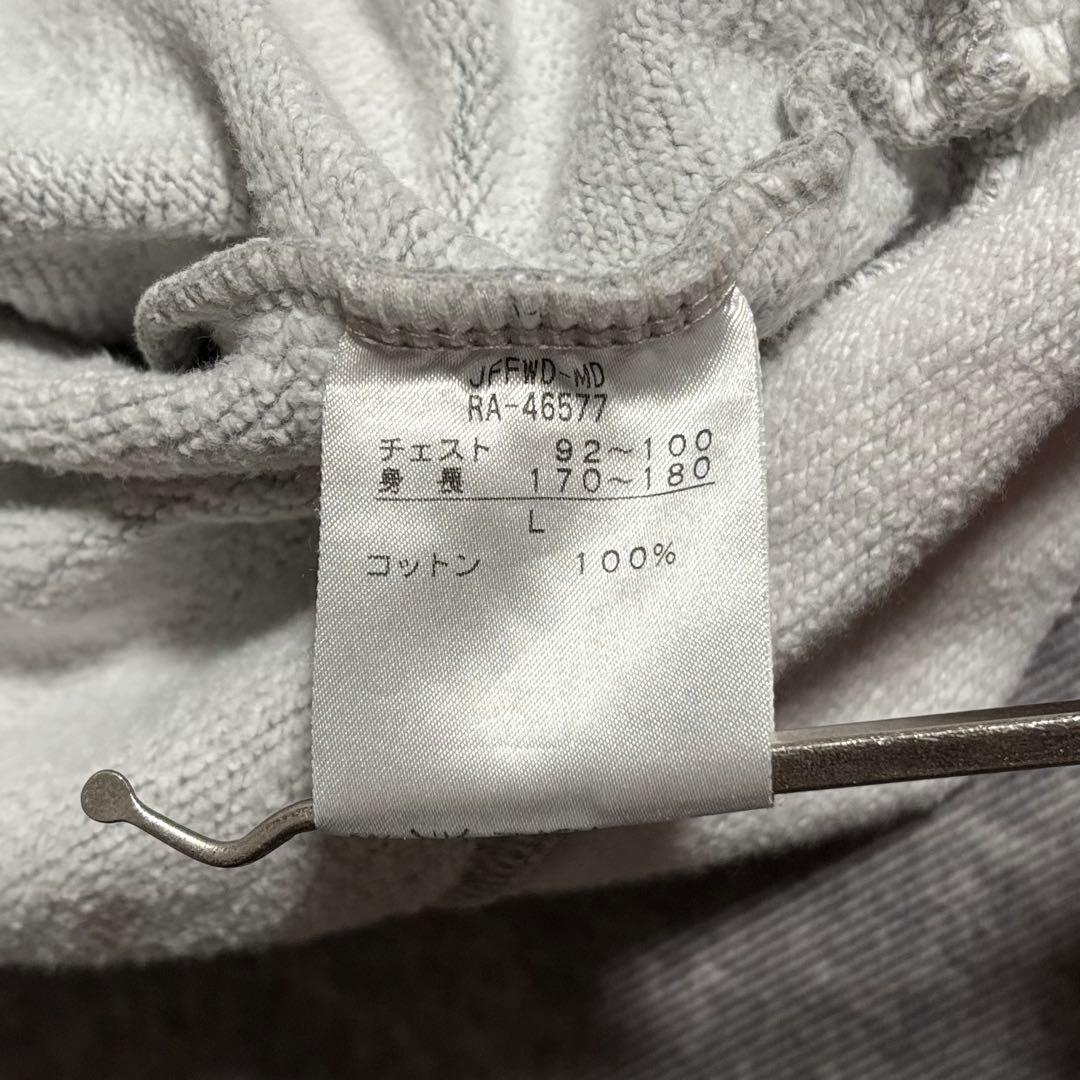 JFFWD-MD
RA-46577
チェスト 92～100
身長 170～180
L
コットン 100%